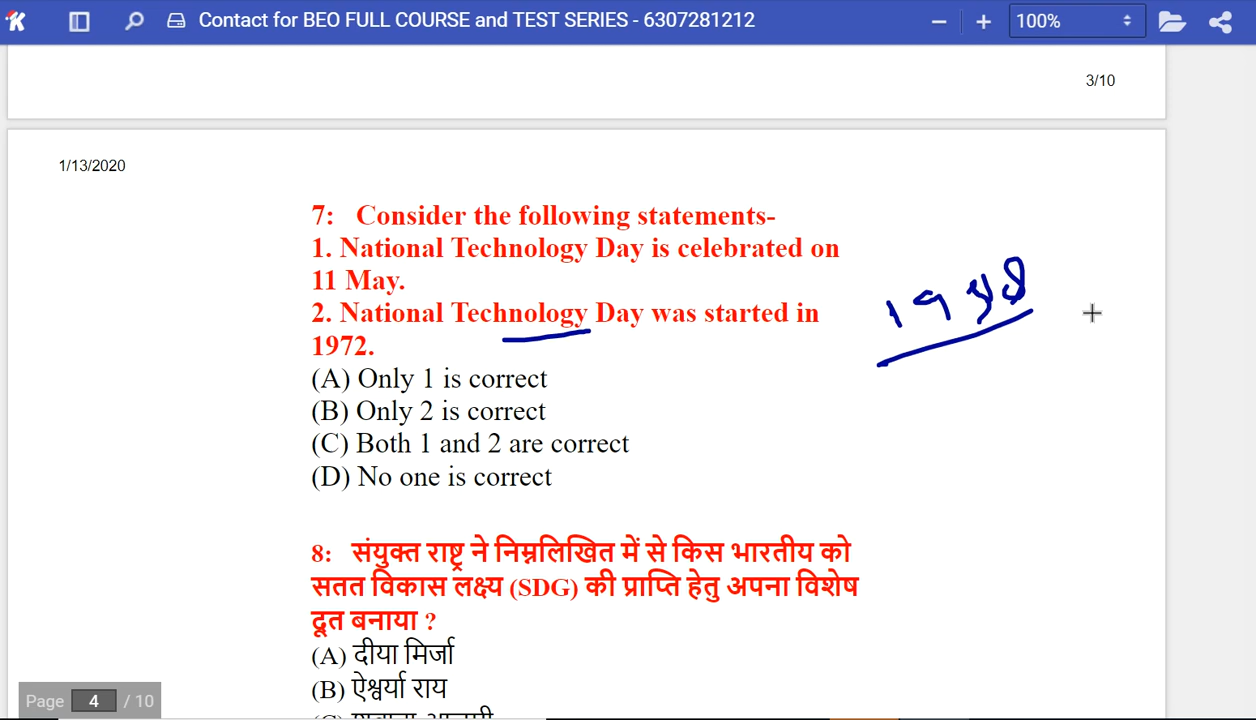 K
Contact for BEO FULL COURSE and TEST SERIES - 6307281212
100%
3/10
1/13/2020
7: Consider the following statements-
1. National Technology Day is celebrated on
11 May.
2. National Technology Day was started in
1972.
(A) Only 1 is correct
(B) Only 2 is correct
(C) Both 1 and 2 are correct
(D) No one is correct
8: संयुक्त राष्ट्र ने निम्नलिखित में से किस भारतीय को
सतत विकास लक्ष्य (SDG) की प्राप्ति हेतु अपना विशेष
दूत बनाया ?
(A) दीया मिर्जा
(B) ऐश्वर्या राय
Page 4 / 10